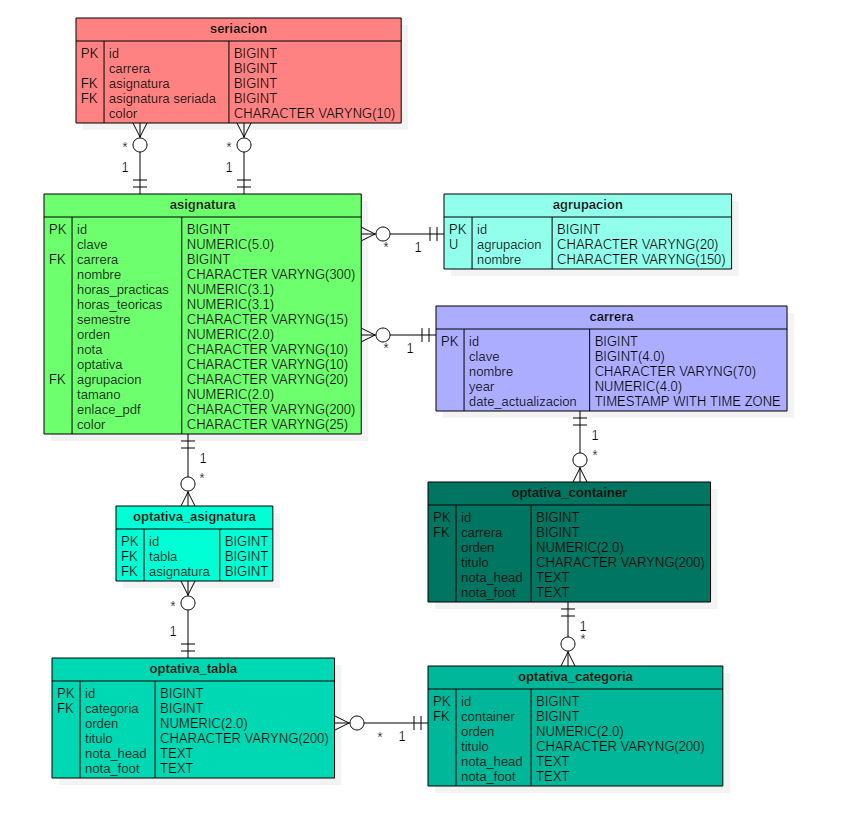 seriacion
PK id BIGINT
carrera BIGINT
FK asignatura BIGINT
FK asignatura seriada BIGINT
color CHARACTER VARYNG(10)
* *
1 1
asignatura
PK id BIGINT
clave NUMERIC(5.0)
FK carrera BIGINT
nombre CHARACTER VARYNG(300)
horas_practicas NUMERIC(3.1)
horas_teoricas NUMERIC(3.1)
semestre CHARACTER VARYNG(15)
orden NUMERIC(2.0)
nota CHARACTER VARYNG(10)
optativa CHARACTER VARYNG(10)
FK agrupacion CHARACTER VARYNG(20)
tamano NUMERIC(2.0)
enlace_pdf CHARACTER VARYNG(200)
color CHARACTER VARYNG(25)
* 1
agrupacion
PK id BIGINT
U agrupacion CHARACTER VARYNG(20)
nombre CHARACTER VARYNG(150)
* 1
carrera
PK id BIGINT
clave BIGINT(4.0)
nombre CHARACTER VARYNG(70)
year NUMERIC(4.0)
date_actualizacion TIMESTAMP WITH TIME ZONE
1
*
optativa_container
PK id BIGINT
FK carrera BIGINT
orden NUMERIC(2.0)
titulo CHARACTER VARYNG(200)
nota_head TEXT
nota_foot TEXT
1
*
optativa_asignatura
PK id BIGINT
FK tabla BIGINT
FK asignatura BIGINT
*
1
1
*
optativa_tabla
PK id BIGINT
FK categoria BIGINT
orden NUMERIC(2.0)
titulo CHARACTER VARYNG(200)
nota_head TEXT
nota_foot TEXT
* 1
optativa_categoria
PK id BIGINT
FK container BIGINT
orden NUMERIC(2.0)
titulo CHARACTER VARYNG(200)
nota_head TEXT
nota_foot TEXT